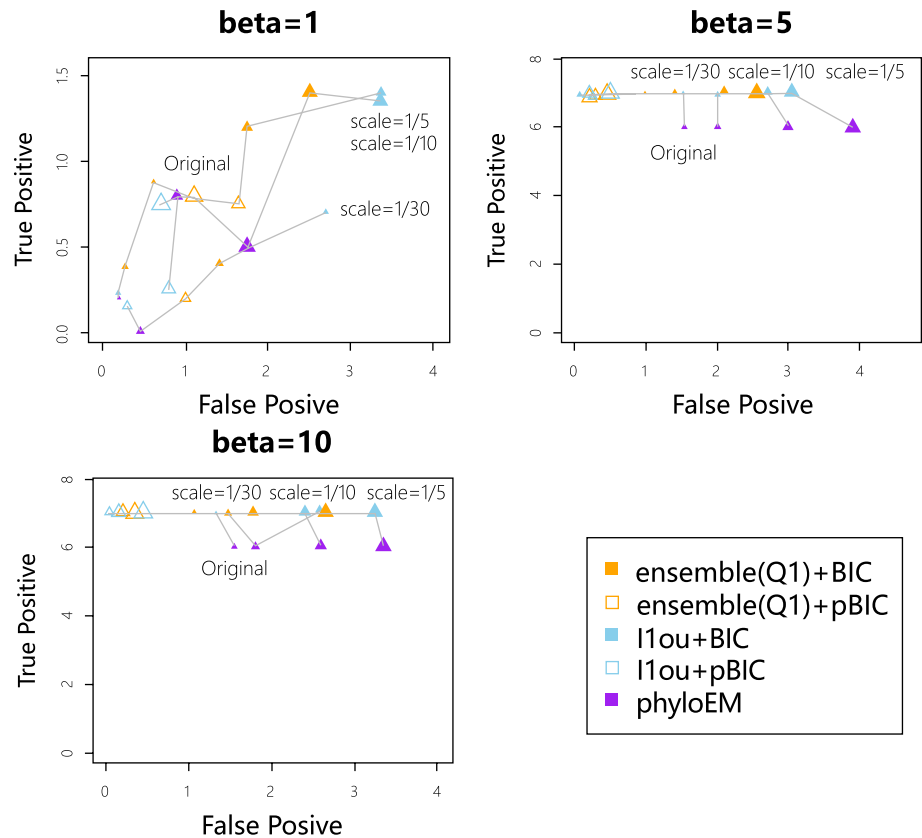 beta=1
beta=5
1.5
1.0
0.5
0.0
True Positive
scale=1/5
scale=1/10
Original
scale=1/30
0 1 2 3 4
False Posive
8
6
4
2
0
True Positive
scale=1/30 scale=1/10 scale=1/5
Original
0 1 2 3 4
False Posive
beta=10
8
6
4
2
0
True Positive
scale=1/30 scale=1/10 scale=1/5
Original
0 1 2 3 4
False Posive
ensemble(Q1)+BIC
ensemble(Q1)+pBIC
l1ou+BIC
l1ou+pBIC
phyloEM